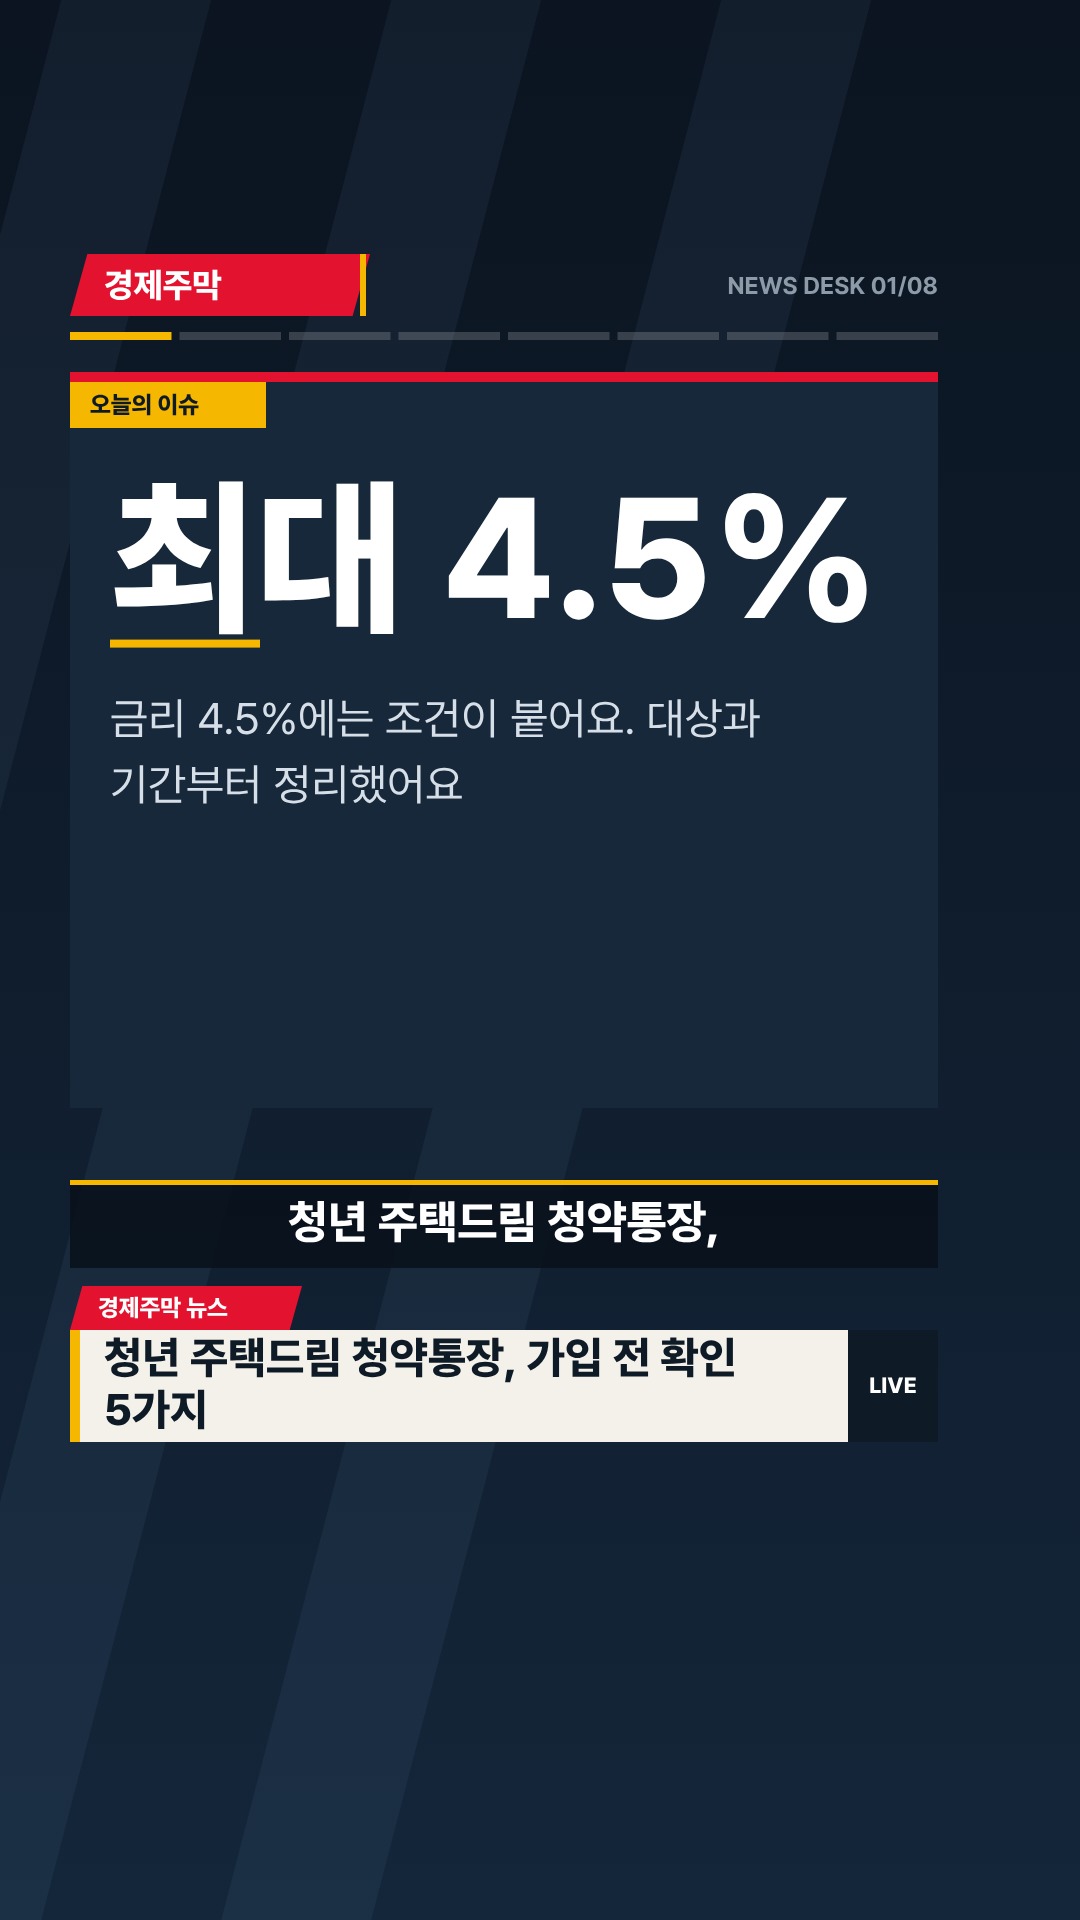 경제주막
NEWS DESK 01/08
오늘의 이슈
최대 4.5%
금리 4.5%에는 조건이 붙어요. 대상과
기간부터 정리했어요
청년 주택드림 청약통장,
경제주막 뉴스
청년 주택드림 청약통장, 가입 전 확인
5가지
LIVE